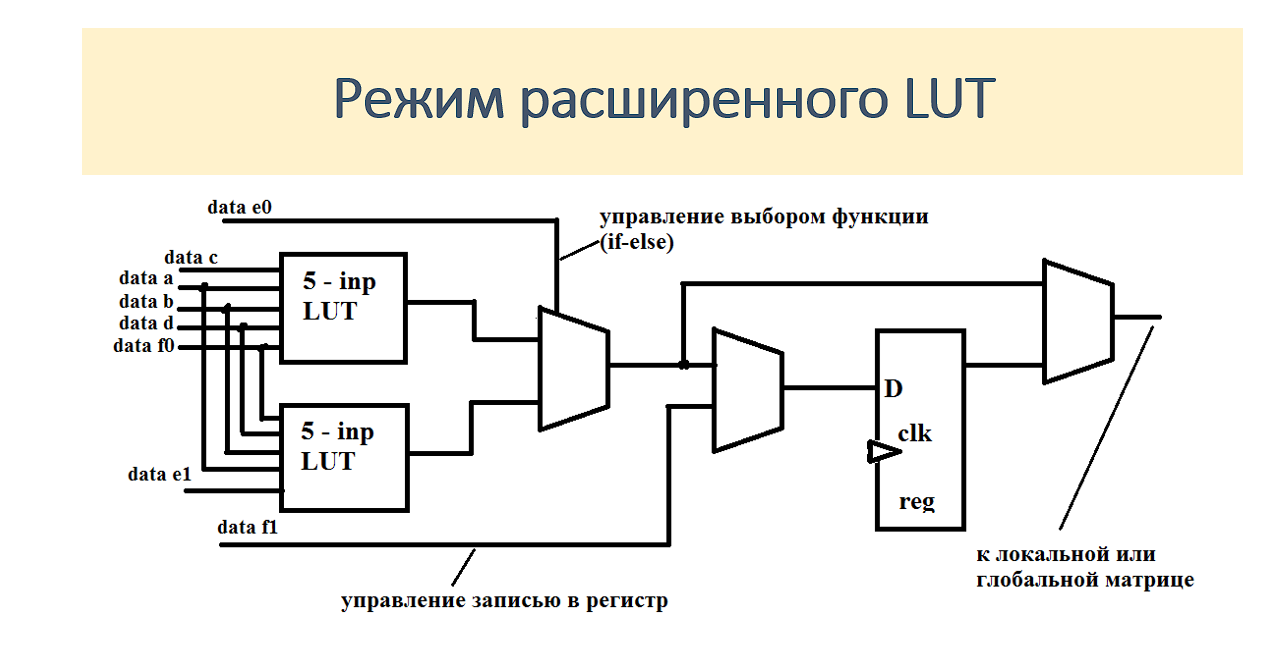 Режим расширенного LUT
data e0
управление выбором функции
(if-else)
data c
data a
data b
data d
data f0
5 - inp
LUT
5 - inp
LUT
data e1
data f1
D
clk
reg
к локальной или
глобальной матрице
управление записью в регистр